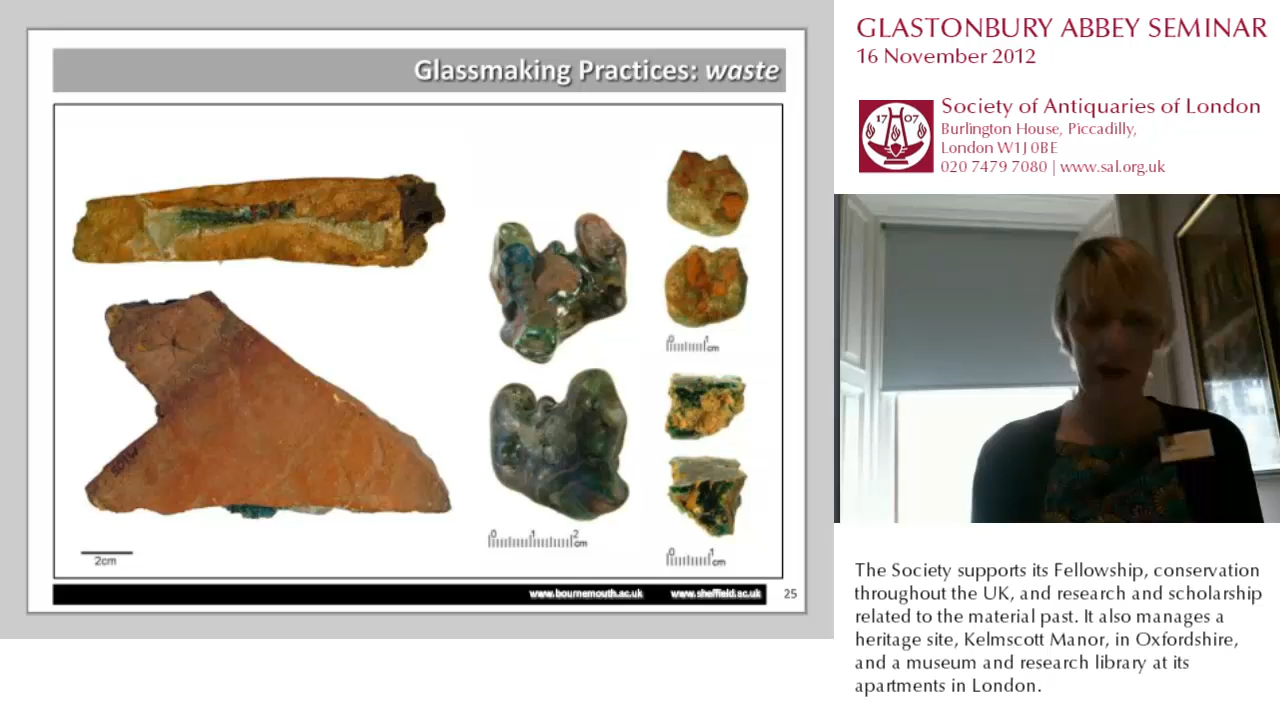 Glassmaking Practices: waste
0 1 2
cm
0 1
cm
0 1
cm
2cm
www.bournemouth.ac.uk www.sheffield.ac.uk 25
GLASTONBURY ABBEY SEMINAR
16 November 2012
17 07
Society of Antiquaries of London
Burlington House, Piccadilly,
London W1J 0BE
020 7479 7080 | www.sal.org.uk
The Society supports its Fellowship, conservation
throughout the UK, and research and scholarship
related to the material past. It also manages a
heritage site, Kelmscott Manor, in Oxfordshire,
and a museum and research library at its
apartments in London.